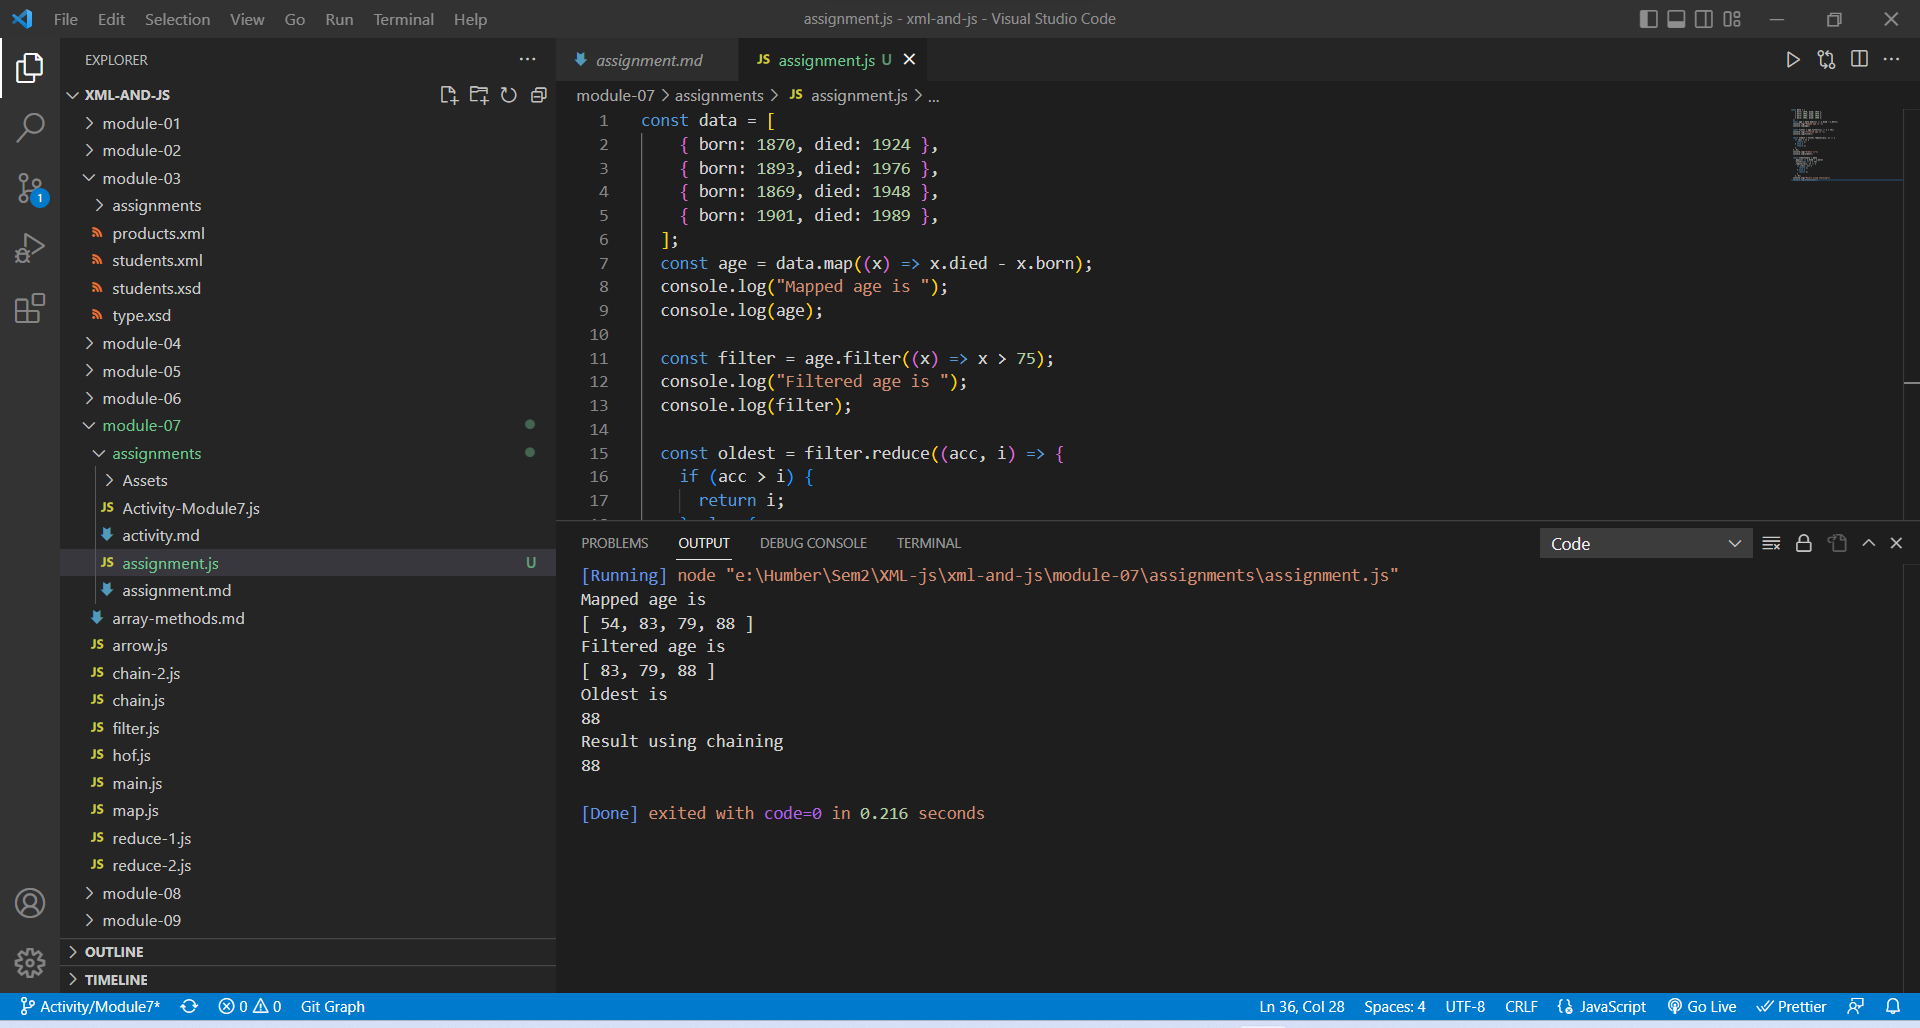 File Edit Selection View Go Run Terminal Help
assignment.js - xml-and-js - Visual Studio Code
EXPLORER
XML-AND-JS
module-01
module-02
module-03
assignments
products.xml
students.xml
students.xsd
type.xsd
module-04
module-05
module-06
module-07
assignments
Assets
JS Activity-Module7.js
activity.md
JS assignment.js U
assignment.md
array-methods.md
JS arrow.js
JS chain-2.js
JS chain.js
JS filter.js
JS hof.js
JS main.js
JS map.js
JS reduce-1.js
JS reduce-2.js
module-08
module-09
OUTLINE
TIMELINE
1
assignment.md
JS assignment.js U
module-07 > assignments > JS assignment.js > ...
1 const data = [
2 { born: 1870, died: 1924 },
3 { born: 1893, died: 1976 },
4 { born: 1869, died: 1948 },
5 { born: 1901, died: 1989 },
6 ];
7 const age = data.map((x) => x.died - x.born);
8 console.log("Mapped age is ");
9 console.log(age);
10
11 const filter = age.filter((x) => x > 75);
12 console.log("Filtered age is ");
13 console.log(filter);
14
15 const oldest = filter.reduce((acc, i) => {
16 if (acc > i) {
17 return i;
PROBLEMS OUTPUT DEBUG CONSOLE TERMINAL
Code
[Running] node "e:\Humber\Sem2\XML-js\xml-and-js\module-07\assignments\assignment.js"
Mapped age is
[ 54, 83, 79, 88 ]
Filtered age is
[ 83, 79, 88 ]
Oldest is
88
Result using chaining
88
[Done] exited with code=0 in 0.216 seconds
Activity/Module7* 0 0 Git Graph
Ln 36, Col 28 Spaces: 4 UTF-8 CRLF JavaScript Go Live Prettier